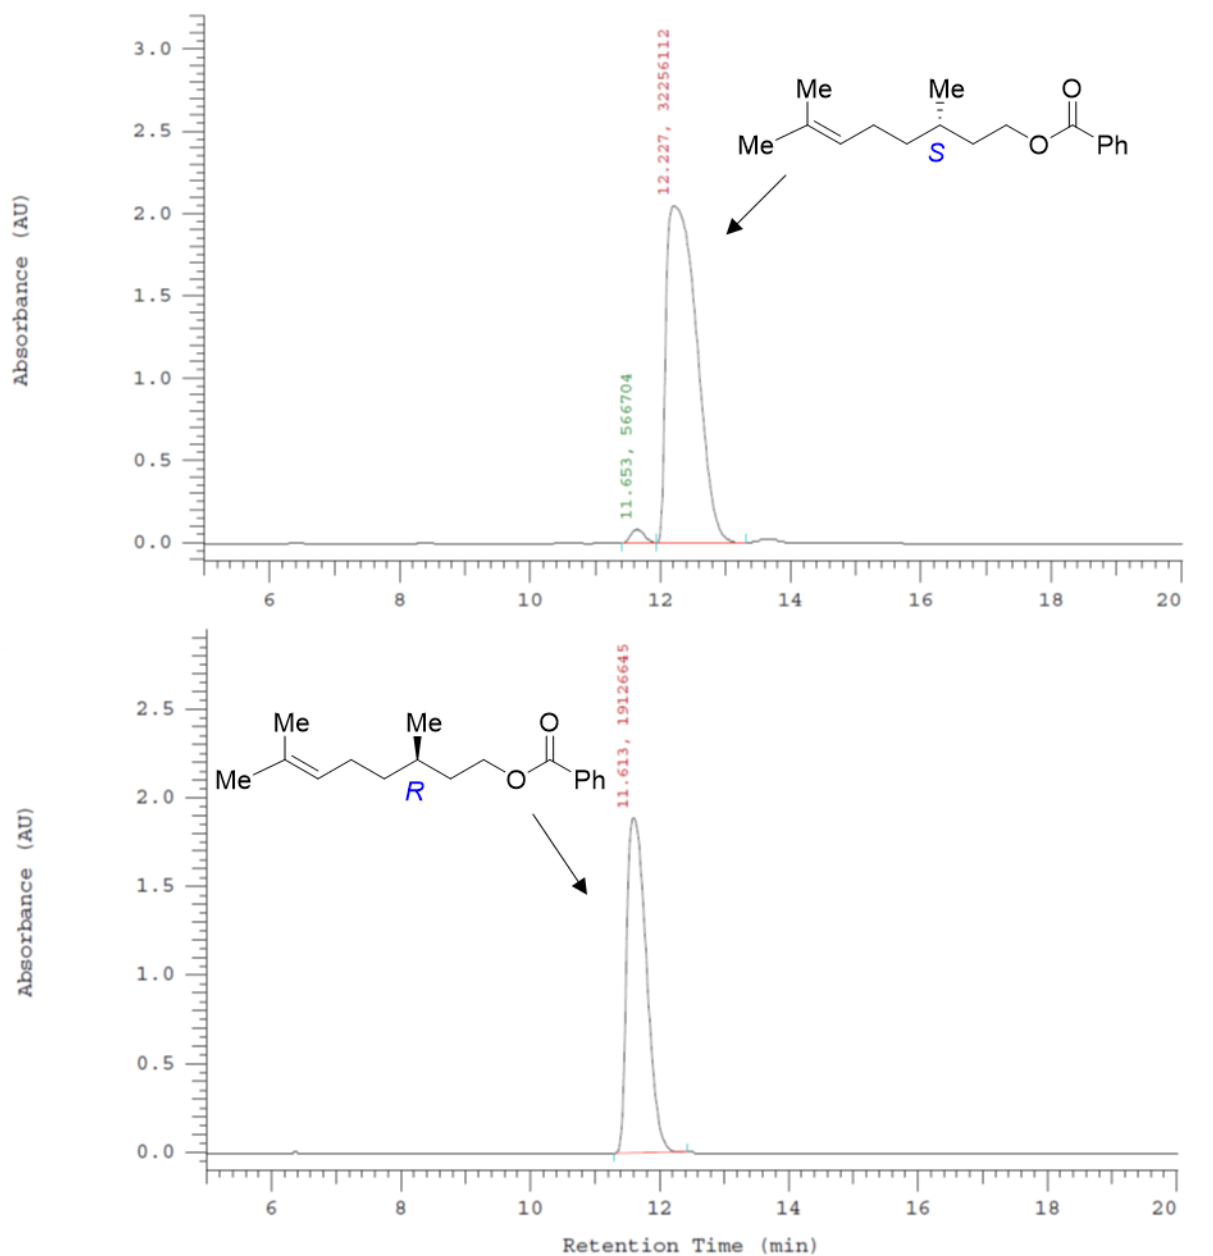 3.0
2.5
2.0
1.5
1.0
0.5
0.0
Absorbance (AU)
11.653, 566704
12.227, 32256112
Me
Me
Me
S
O
O
Ph
6 8 10 12 14 16 18 20
2.5
2.0
1.5
1.0
0.5
0.0
Absorbance (AU)
11.613, 19126645
Me
Me
Me
R
O
O
Ph
6 8 10 12 14 16 18 20
Retention Time (min)